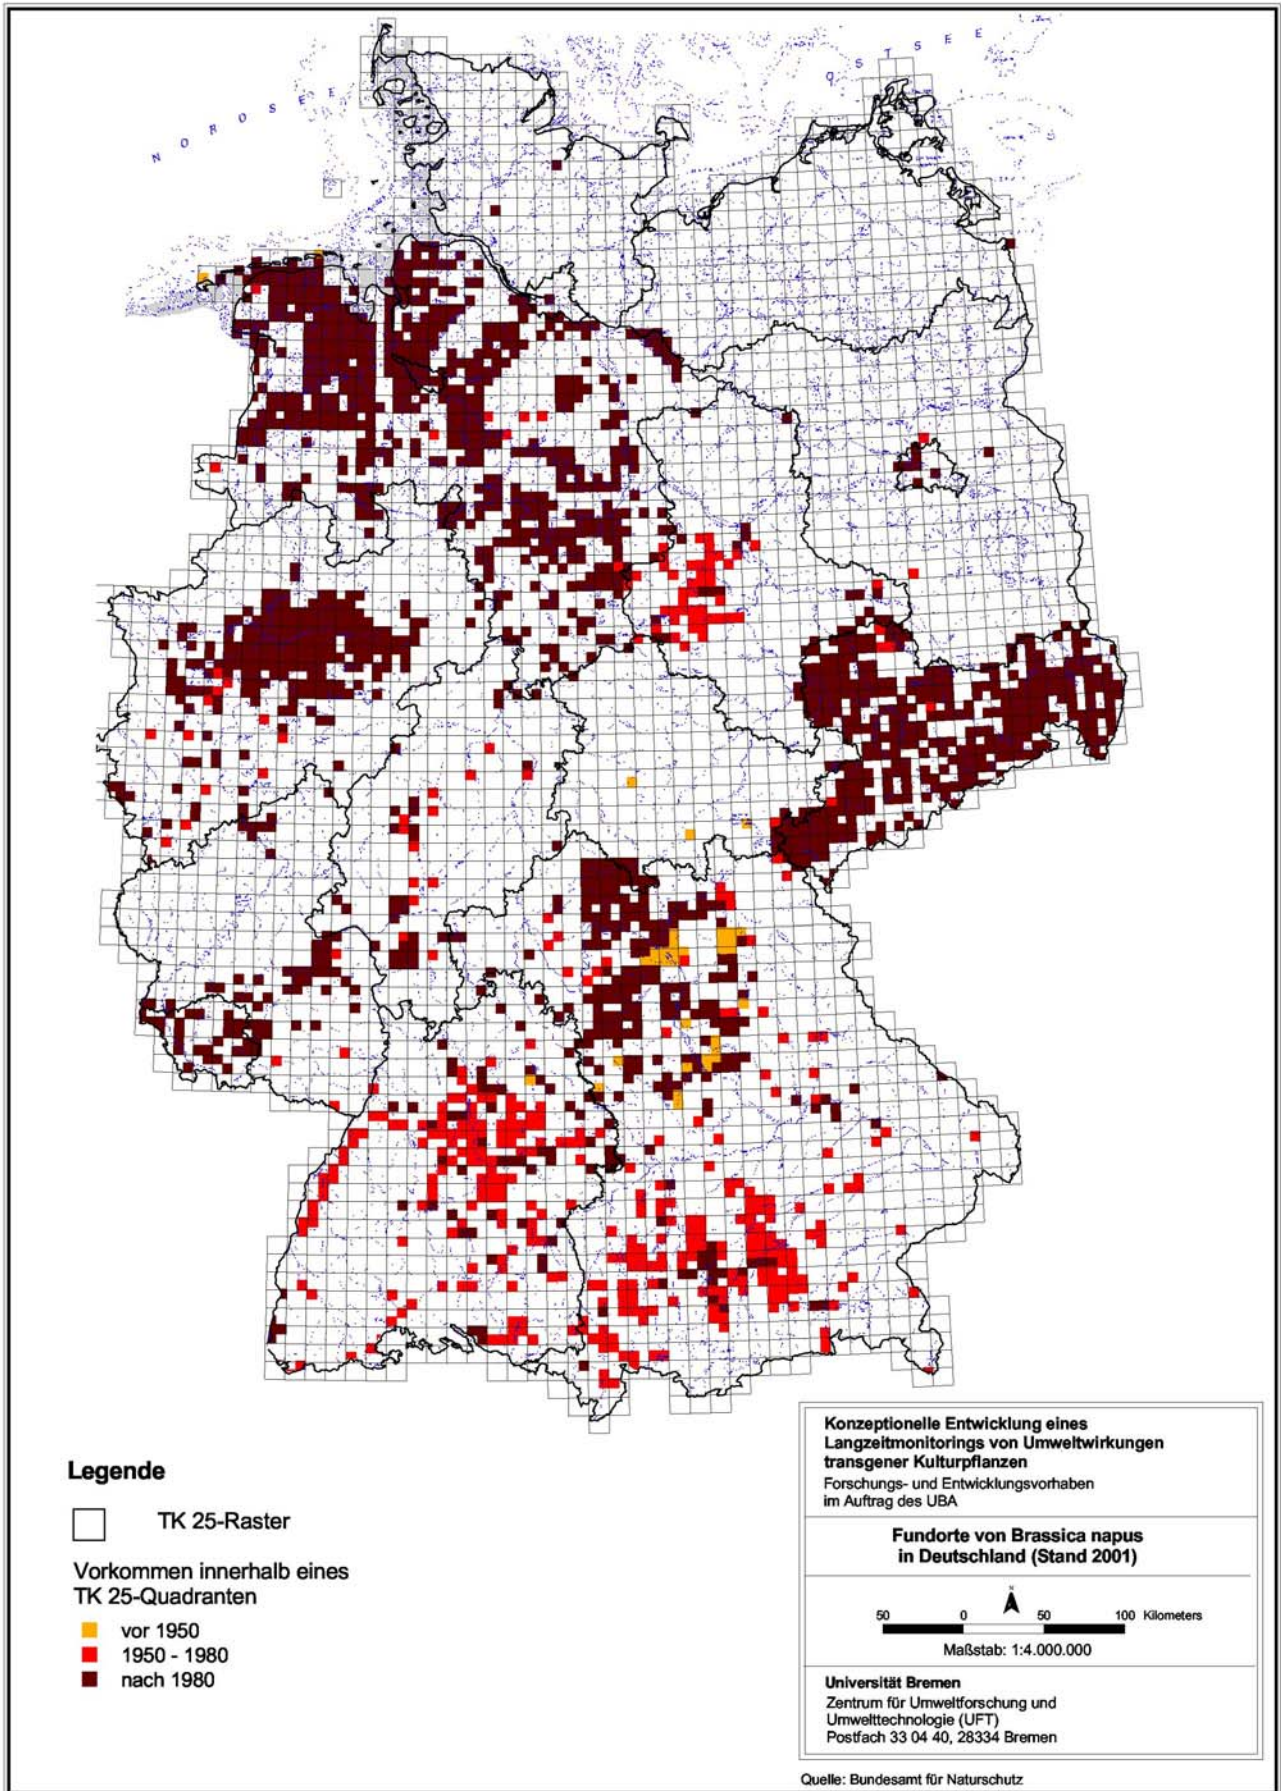 NORDSEE
OSTSEE
Legende
TK 25-Raster
Vorkommen innerhalb eines
TK 25-Quadranten
vor 1950
1950 - 1980
nach 1980
Konzeptionelle Entwicklung eines
Langzeitmonitorings von Umweltwirkungen
transgener Kulturpflanzen
Forschungs- und Entwicklungsvorhaben
im Auftrag des UBA
Fundorte von Brassica napus
in Deutschland (Stand 2001)
N
50 0 50 100 Kilometers
Maßstab: 1:4.000.000
Universität Bremen
Zentrum für Umweltforschung und
Umwelttechnologie (UFT)
Postfach 33 04 40, 28334 Bremen
Quelle: Bundesamt für Naturschutz